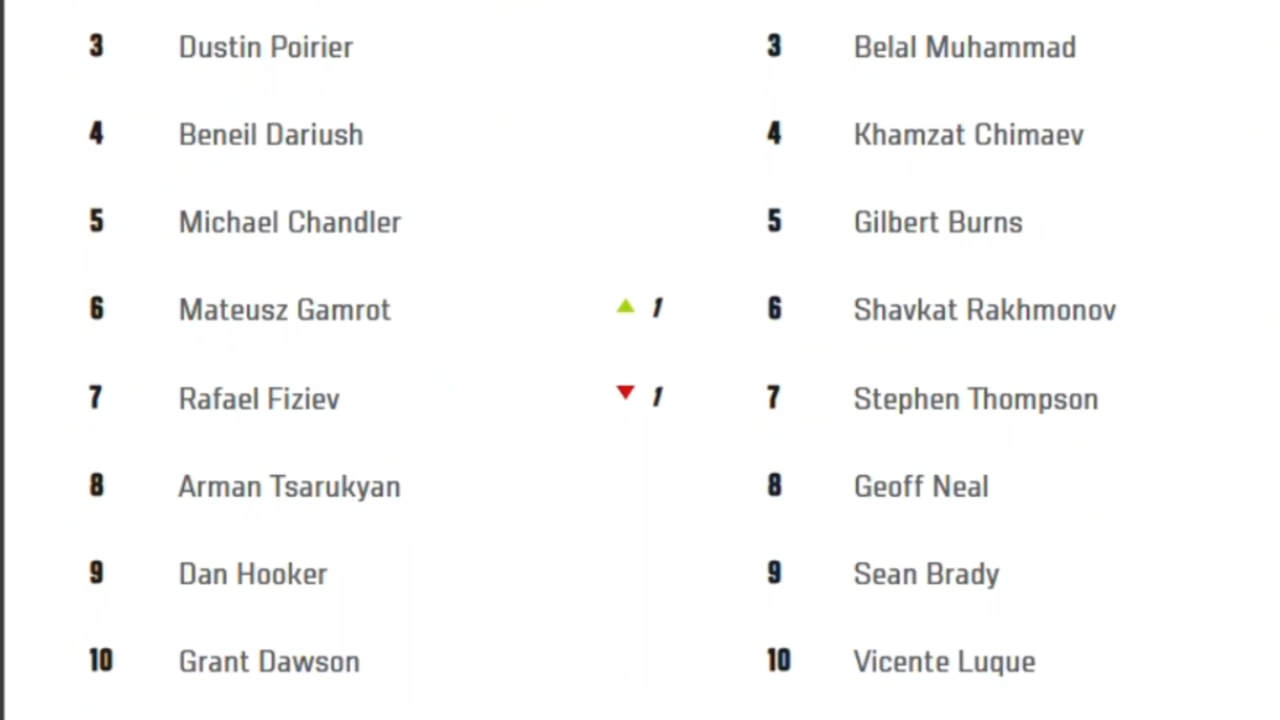 3 Dustin Poirier
4 Beneil Dariush
5 Michael Chandler
6 Mateusz Gamrot 1
7 Rafael Fiziev 1
8 Arman Tsarukyan
9 Dan Hooker
10 Grant Dawson
3 Belal Muhammad
4 Khamzat Chimaev
5 Gilbert Burns
6 Shavkat Rakhmonov
7 Stephen Thompson
8 Geoff Neal
9 Sean Brady
10 Vicente Luque